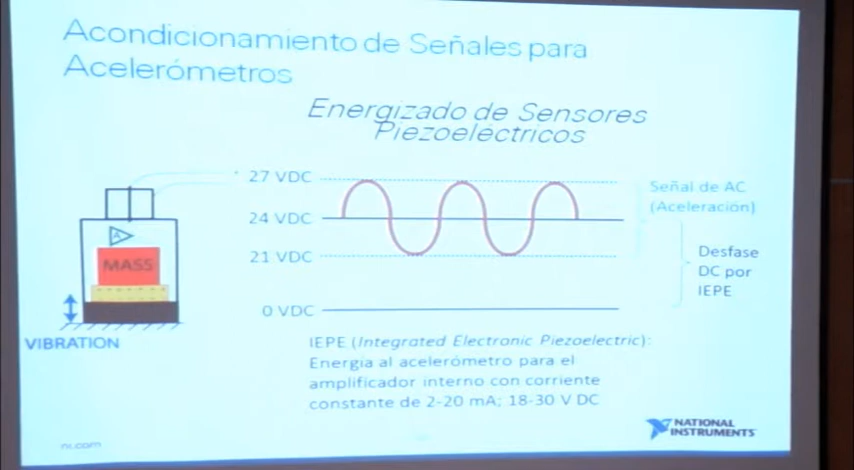 Acondicionamiento de Señales para
Acelerómetros
Energizado de Sensores
Piezoeléctricos
27 VDC
24 VDC
21 VDC
0 VDC
Señal de AC
(Aceleración)
Desfase
DC por
IEPE
A
MASS
VIBRATION
IEPE (Integrated Electronic Piezoelectric):
Energia al acelerómetro para el
amplificador interno con corriente
constante de 2-20 mA; 18-30 V DC
ni.com
NATIONAL
INSTRUMENTS